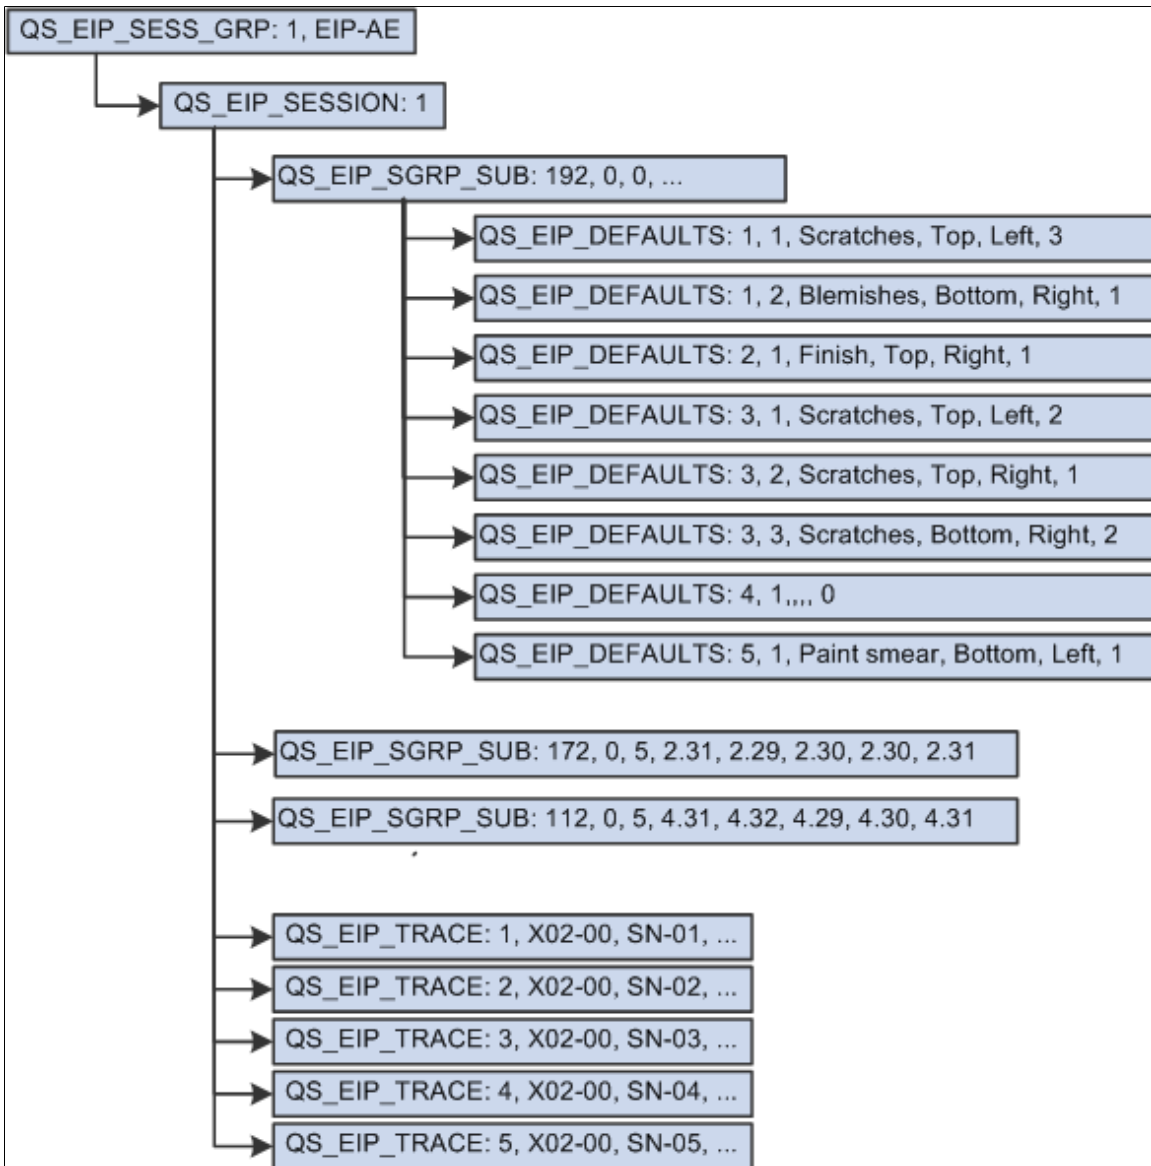 QS_EIP_SESS_GRP: 1, EIP-AE
QS_EIP_SESSION: 1
QS_EIP_SGRP_SUB: 192, 0, 0, ...
QS_EIP_DEFAULTS: 1, 1, Scratches, Top, Left, 3
QS_EIP_DEFAULTS: 1, 2, Blemishes, Bottom, Right, 1
QS_EIP_DEFAULTS: 2, 1, Finish, Top, Right, 1
QS_EIP_DEFAULTS: 3, 1, Scratches, Top, Left, 2
QS_EIP_DEFAULTS: 3, 2, Scratches, Top, Right, 1
QS_EIP_DEFAULTS: 3, 3, Scratches, Bottom, Right, 2
QS_EIP_DEFAULTS: 4, 1,,,, 0
QS_EIP_DEFAULTS: 5, 1, Paint smear, Bottom, Left, 1
QS_EIP_SGRP_SUB: 172, 0, 5, 2.31, 2.29, 2.30, 2.30, 2.31
QS_EIP_SGRP_SUB: 112, 0, 5, 4.31, 4.32, 4.29, 4.30, 4.31
QS_EIP_TRACE: 1, X02-00, SN-01, ...
QS_EIP_TRACE: 2, X02-00, SN-02, ...
QS_EIP_TRACE: 3, X02-00, SN-03, ...
QS_EIP_TRACE: 4, X02-00, SN-04, ...
QS_EIP_TRACE: 5, X02-00, SN-05, ...